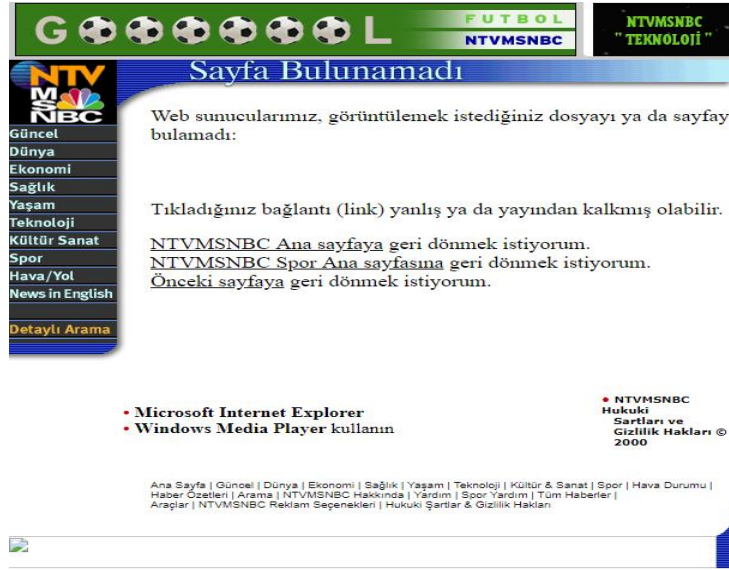 GOOOOOOL
FUTBOL
NTVMSNBC
NTVMSNBC
" TEKNOLOJİ "
NTV
MS
NBC
Sayfa Bulunamadı
Güncel
Dünya
Ekonomi
Sağlık
Yaşam
Teknoloji
Kültür Sanat
Spor
Hava/Yol
News in English
Detaylı Arama
Web sunucularımız, görüntülemek istediğiniz dosyayı ya da sayfay
bulamadı:
Tıkladığınız bağlantı (link) yanlış ya da yayından kalkmış olabilir.
NTVMSNBC Ana sayfaya geri dönmek istiyorum.
NTVMSNBC Spor Ana sayfasına geri dönmek istiyorum.
Önceki sayfaya geri dönmek istiyorum.
• Microsoft Internet Explorer
• Windows Media Player kullanın
• NTVMSNBC
Hukuki
Sartları ve
Gizlilik Hakları ©
2000
Ana Sayfa | Güncel | Dünya | Ekonomi | Sağlık | Yaşam | Teknoloji | Kültür & Sanat | Spor | Hava Durumu |
Haber Özetleri | Arama | NTVMSNBC Hakkında | Yardım | Spor Yardım | Tüm Haberler |
Araçlar | NTVMSNBC Reklam Seçenekleri | Hukuki Şartlar & Gizlilik Hakları